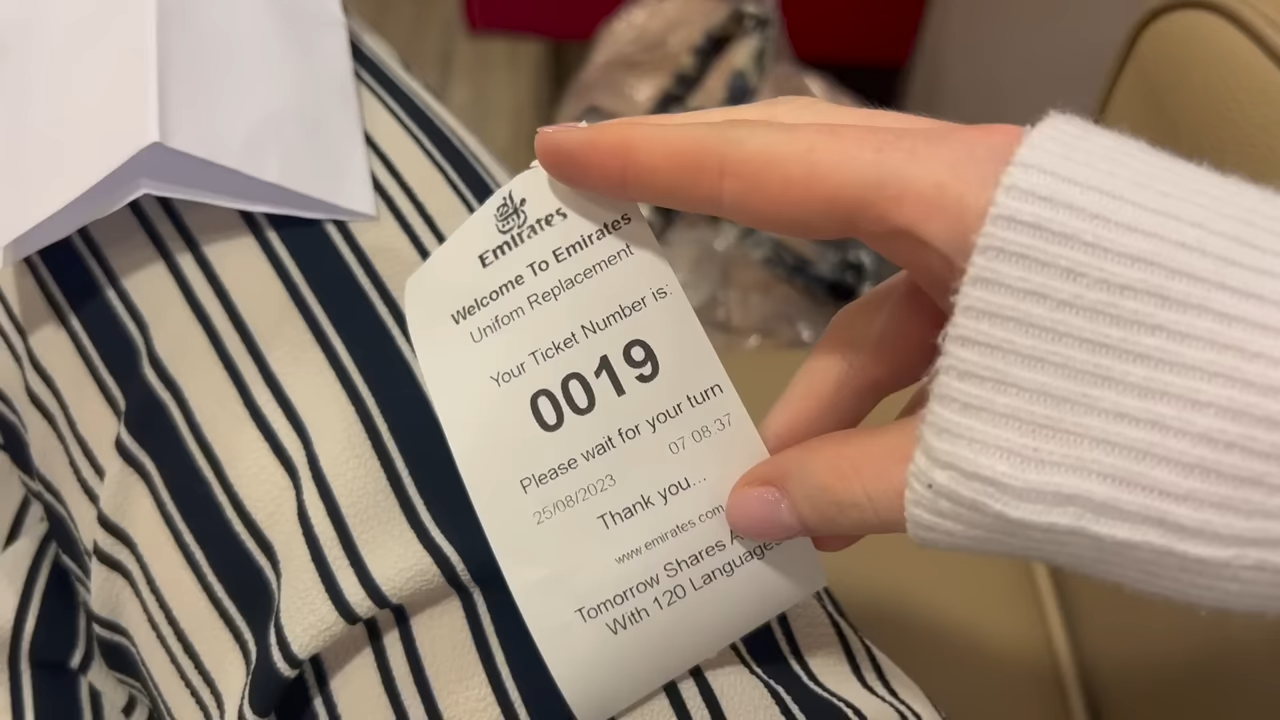 Emirates
Welcome To Emirates
Unifom Replacement
Your Ticket Number is:
0019
Please wait for your turn
25/08/2023 07:08:37
Thank you...
www.emirates.com
Tomorrow Shares
With 120 Languages